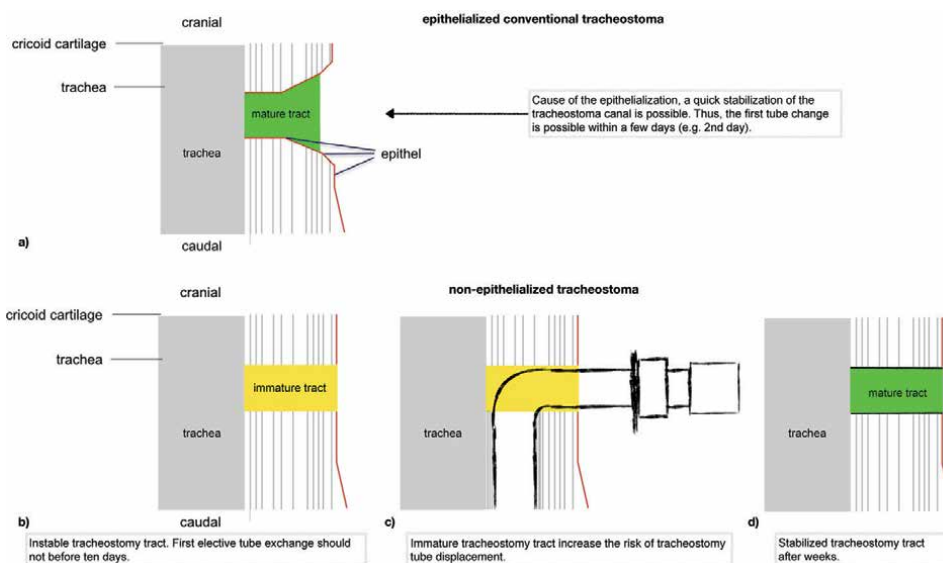 epithelialized conventional tracheostoma
cranial
cricoid cartilage
trachea
mature tract
Cause of the epithelialization, a quick stabilization of the
tracheostoma canal is possible. Thus, the first tube change
is possible within a few days (e.g. 2nd day).
trachea
epithel
a)
caudal
non-epithelialized tracheostoma
cranial
cricoid cartilage
trachea
immature tract
mature tract
trachea
trachea
trachea
b)
caudal
c)
d)
Instable tracheostomy tract. First elective tube exchange should
not before ten days.
Immature tracheostomy tract increase the risk of tracheostomy
tube displacement.
Stabilized tracheostomy tract
after weeks.